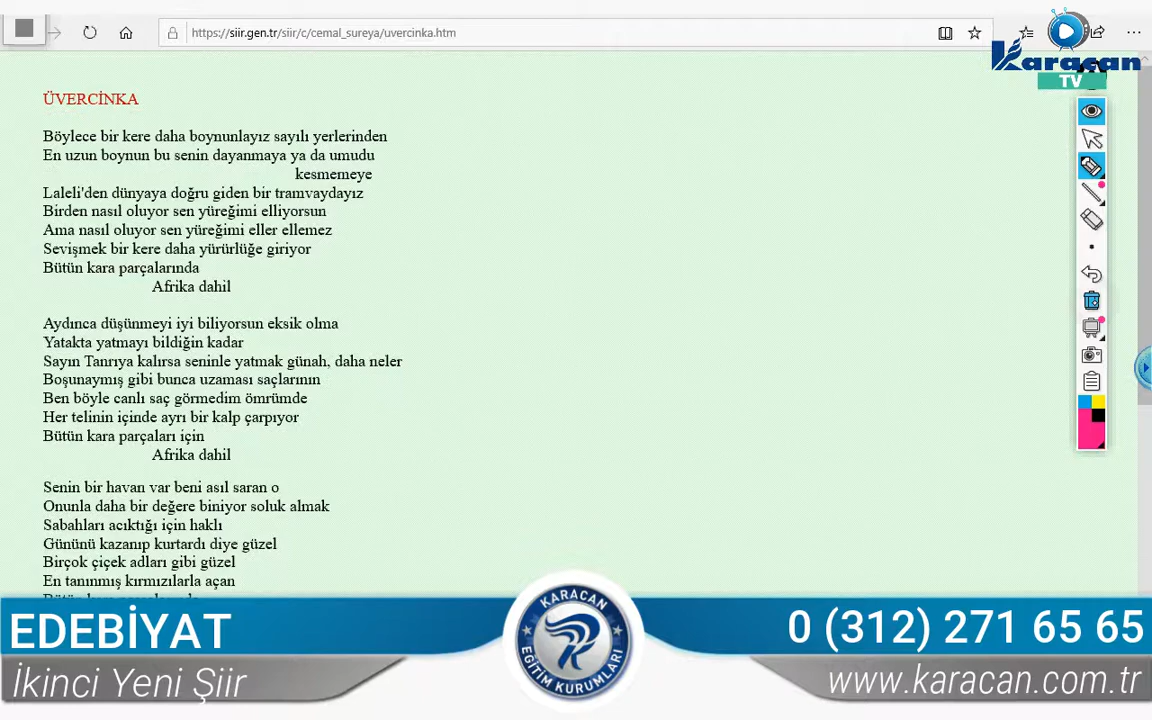 https://siir.gen.tr/siir/c/cemal_sureya/uvercinka.htm
Karacan
TV
ÜVERCİNKA
Böylece bir kere daha boynunlayız sayılı yerlerinden
En uzun boynun bu senin dayanmaya ya da umudu
kesmemeye
Laleli'den dünyaya doğru giden bir tramvaydayız
Birden nasıl oluyor sen yüreğimi elliyorsun
Ama nasıl oluyor sen yüreğimi eller ellemez
Sevişmek bir kere daha yürürlüğe giriyor
Bütün kara parçalarında
Afrika dahil
Aydınca düşünmeyi iyi biliyorsun eksik olma
Yatakta yatmayı bildiğin kadar
Sayın Tanrıya kalırsa seninle yatmak günah, daha neler
Boşunaymış gibi bunca uzaması saçlarının
Ben böyle canlı saç görmedim ömrümde
Her telinin içinde ayrı bir kalp çarpıyor
Bütün kara parçaları için
Afrika dahil
Senin bir havan var beni asıl saran o
Onunla daha bir değere biniyor soluk almak
Sabahları acıktığı için haklı
Gününü kazanıp kurtardı diye güzel
Birçok çiçek adları gibi güzel
En tanınmış kırmızılarla açan
EDEBİYAT
İkinci Yeni Şiir
KARACAN
EĞİTİM KURUMLARI
0 (312) 271 65 65
www.karacan.com.tr